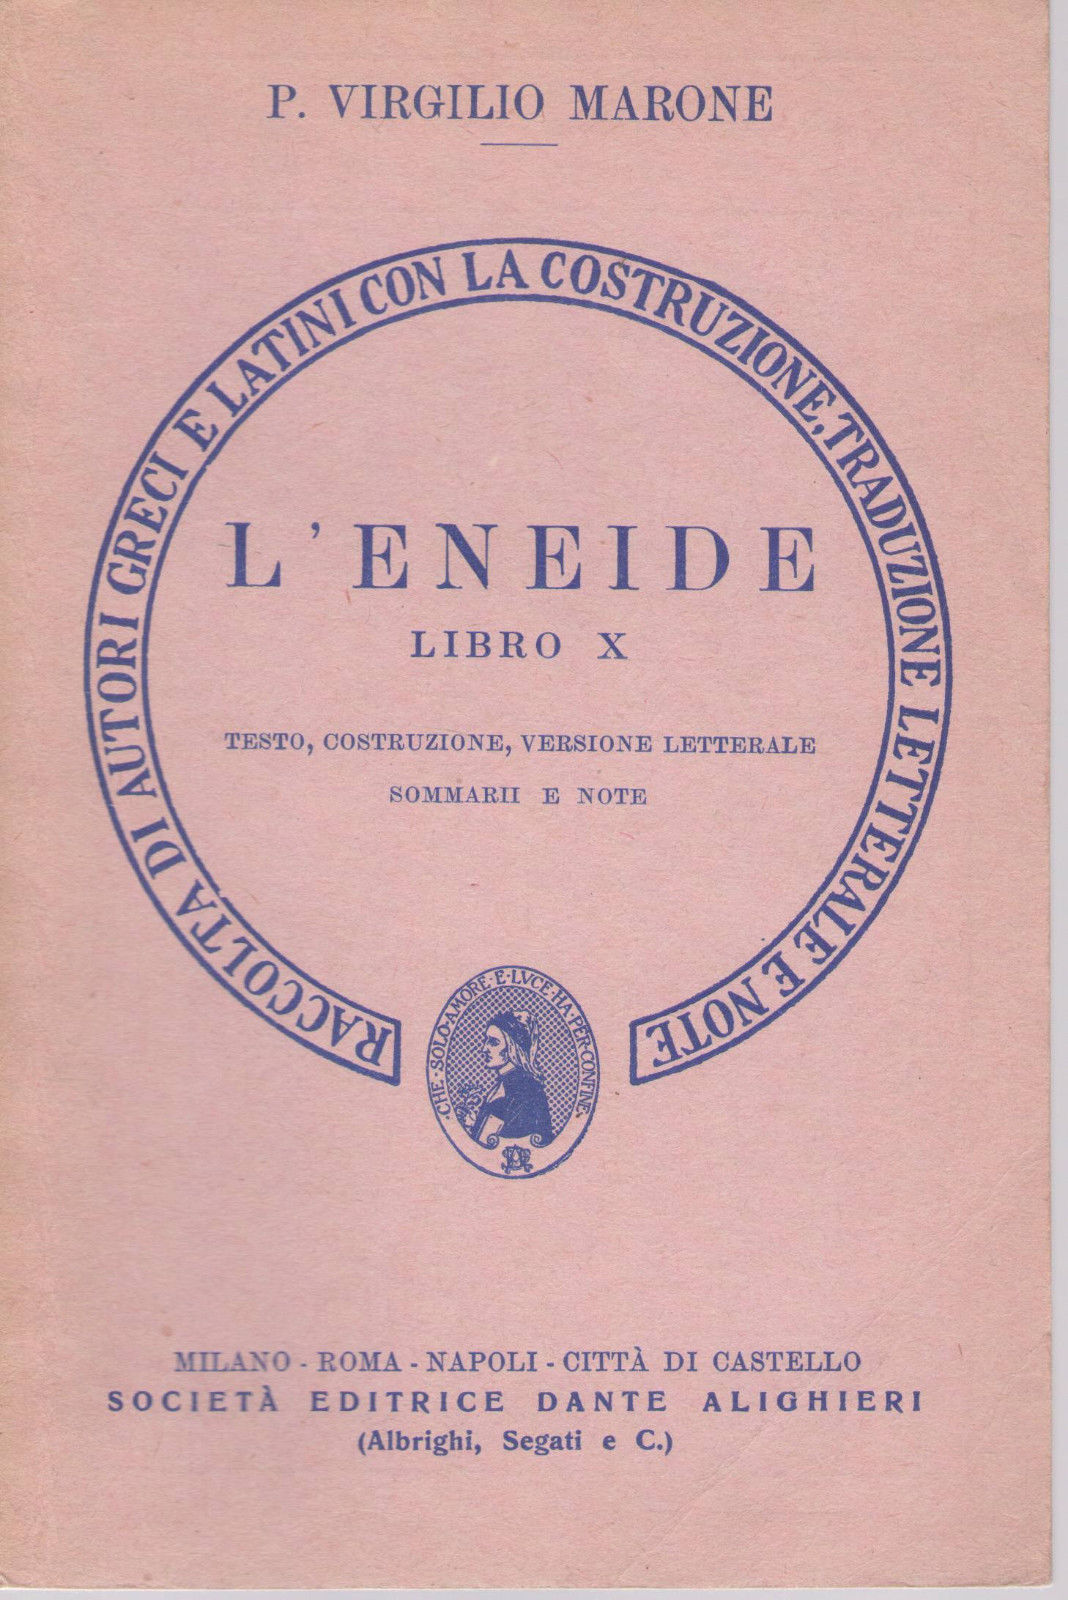 P. VIRGILIO MARONE
RACCOLTA DI AUTORI GRECI E LATINI CON LA COSTRUZIONE, TRADUZIONE LETTERALE E NOTE
L'ENEIDE
LIBRO X
TESTO, COSTRUZIONE, VERSIONE LETTERALE
SOMMARII E NOTE
·CHE·SOLO·AMORE·E·LVCE·HA·PER·CONFINE·
MILANO - ROMA - NAPOLI - CITTÀ DI CASTELLO
SOCIETÀ EDITRICE DANTE ALIGHIERI
(Albrighi, Segati e C.)